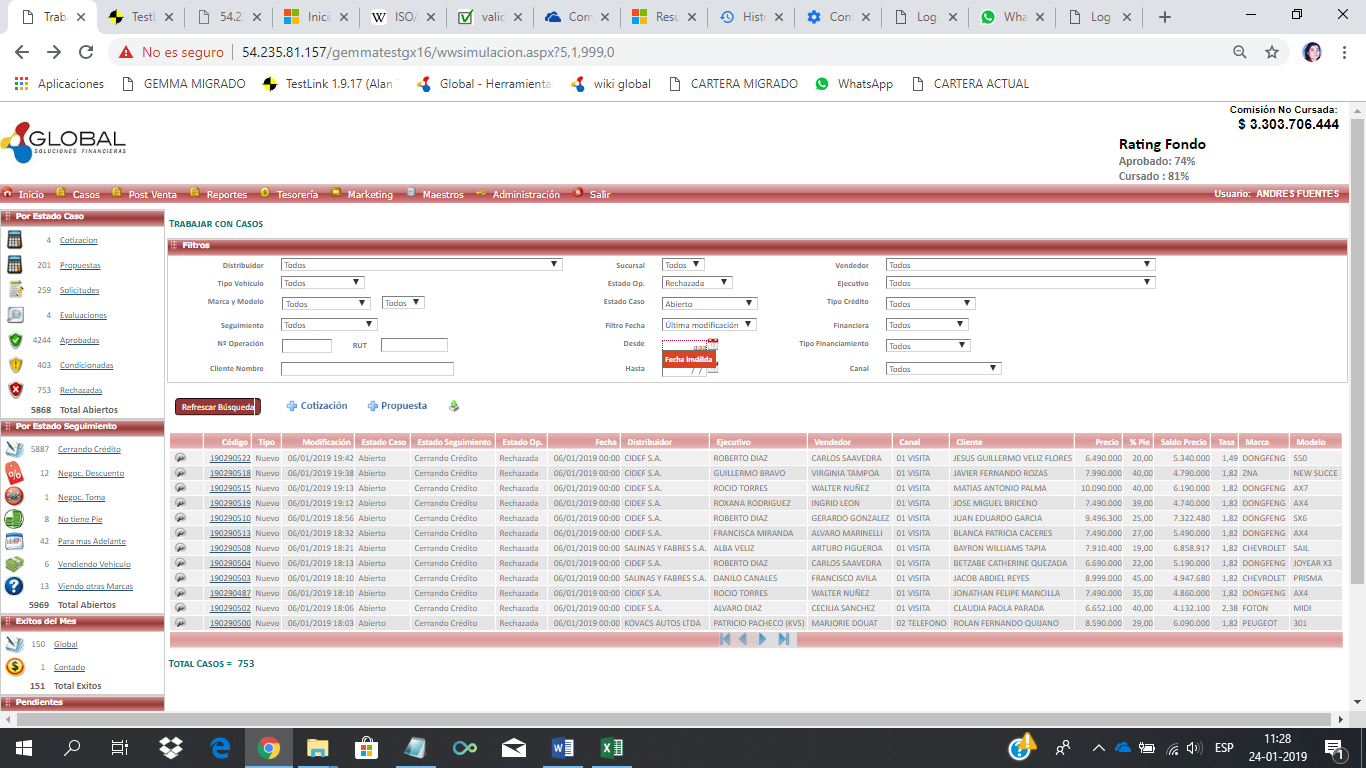 Trab
TestL
54.2
Inicia
ISO/
valid
Com
Resu
Histo
Conf
Log
Wha
Log
No es seguro | 54.235.81.157/gemmatestgx16/wwsimulacion.aspx?5,1,999,0
Aplicaciones
GEMMA MIGRADO
TestLink 1.9.17 (Alan
Global - Herramienta
wiki global
CARTERA MIGRADO
WhatsApp
CARTERA ACTUAL
Comisión No Cursada:
$ 3.303.706.444
GLOBAL
SOLUCIONES FINANCIERAS
Rating Fondo
Aprobado: 74%
Cursado : 81%
Inicio Casos Post Venta Reportes Tesorería Marketing Maestros Administración Salir Usuario: ANDRES FUENTES
Por Estado Caso
4 Cotizacion
201 Propuestas
259 Solicitudes
4 Evaluaciones
4244 Aprobadas
403 Condicionadas
753 Rechazadas
5868 Total Abiertos
Por Estado Seguimiento
5887 Cerrando Crédito
12 Negoc. Descuento
1 Negoc. Toma
8 No tiene Pie
42 Para mas Adelante
6 Vendiendo Vehiculo
13 Viendo otras Marcas
5969 Total Abiertos
Exitos del Mes
150 Global
1 Contado
151 Total Exitos
Pendientes
TRABAJAR CON CASOS
Filtros
Distribuidor Todos Sucursal Todos Vendedor Todos
Tipo Vehículo Todos Estado Op. Rechazada Ejecutivo Todos
Marca y Modelo Todos Todos Estado Caso Abierto Tipo Crédito Todos
Seguimiento Todos Filtro Fecha Última modificación Financiera Todos
Nº Operación RUT Desde aaa Tipo Financiamiento Todos
Fecha Inválida
Cliente Nombre Hasta / / Canal Todos
Refrescar Búsqueda Cotización Propuesta
Código Tipo Modificación Estado Caso Estado Seguimiento Estado Op. Fecha Distribuidor Ejecutivo Vendedor Canal Cliente Precio % Pie Saldo Precio Tasa Marca Modelo
190290522 Nuevo 06/01/2019 19:42 Abierto Cerrando Crédito Rechazada 06/01/2019 00:00 CIDEF S.A. ROBERTO DIAZ CARLOS SAAVEDRA 01 VISITA JESUS GUILLERMO VELIZ FLORES 6.490.000 20,00 5.340.000 1,49 DONGFENG S50
190290518 Nuevo 06/01/2019 19:38 Abierto Cerrando Crédito Rechazada 06/01/2019 00:00 CIDEF S.A. GUILLERMO BRAVO VIRGINIA TAMPOA 01 VISITA JAVIER FERNANDO ROZAS 7.990.000 40,00 4.790.000 1,82 ZNA NEW SUCCE
190290515 Nuevo 06/01/2019 19:13 Abierto Cerrando Crédito Rechazada 06/01/2019 00:00 CIDEF S.A. ROCIO TORRES WALTER NUÑEZ 01 VISITA MATIAS ANTONIO PALMA 10.090.000 40,00 6.190.000 1,82 DONGFENG AX7
190290519 Nuevo 06/01/2019 19:12 Abierto Cerrando Crédito Rechazada 06/01/2019 00:00 CIDEF S.A. ROXANA RODRIGUEZ INGRID LEON 01 VISITA JOSE MIGUEL BRICENO 7.490.000 39,00 4.740.000 1,82 DONGFENG AX4
190290510 Nuevo 06/01/2019 18:56 Abierto Cerrando Crédito Rechazada 06/01/2019 00:00 CIDEF S.A. ROBERTO DIAZ GERARDO GONZALEZ 01 VISITA JUAN EDUARDO GARCIA 9.496.300 25,00 7.322.480 1,82 DONGFENG SX6
190290513 Nuevo 06/01/2019 18:32 Abierto Cerrando Crédito Rechazada 06/01/2019 00:00 CIDEF S.A. FRANCISCA MIRANDA ALVARO MARINELLI 01 VISITA BLANCA PATRICIA CACERES 7.490.000 27,00 5.490.000 1,82 DONGFENG AX4
190290508 Nuevo 06/01/2019 18:21 Abierto Cerrando Crédito Rechazada 06/01/2019 00:00 SALINAS Y FABRES S.A. ALBA VELIZ ARTURO FIGUEROA 01 VISITA BAYRON WILLIAMS TAPIA 7.910.400 19,00 6.858.917 1,82 CHEVROLET SAIL
190290504 Nuevo 06/01/2019 18:13 Abierto Cerrando Crédito Rechazada 06/01/2019 00:00 CIDEF S.A. ROBERTO DIAZ CARLOS SAAVEDRA 01 VISITA BETZABE CATHERINE QUEZADA 6.690.000 22,00 5.190.000 1,82 DONGFENG JOYEAR X3
190290503 Nuevo 06/01/2019 18:10 Abierto Cerrando Crédito Rechazada 06/01/2019 00:00 SALINAS Y FABRES S.A. DANILO CANALES FRANCISCO AVILA 01 VISITA JACOB ABDIEL REYES 8.999.000 45,00 4.947.680 1,82 CHEVROLET PRISMA
190290487 Nuevo 06/01/2019 18:10 Abierto Cerrando Crédito Rechazada 06/01/2019 00:00 CIDEF S.A. ROCIO TORRES WALTER NUÑEZ 01 VISITA JONATHAN FELIPE MANCILLA 7.490.000 35,00 4.860.000 1,82 DONGFENG AX4
190290502 Nuevo 06/01/2019 18:06 Abierto Cerrando Crédito Rechazada 06/01/2019 00:00 CIDEF S.A. ALVARO DIAZ CECILIA SANCHEZ 01 VISITA CLAUDIA PAOLA PARADA 6.652.100 40,00 4.132.100 2,38 FOTON MIDI
190290500 Nuevo 06/01/2019 18:03 Abierto Cerrando Crédito Rechazada 06/01/2019 00:00 KOVACS AUTOS LTDA PATRICIO PACHECO (KVS) MARJORIE DOUAT 02 TELEFONO ROLAN FERNANDO QUIJANO 8.590.000 29,00 6.090.000 1,82 PEUGEOT 301
TOTAL CASOS = 753
ESP
11:28
24-01-2019
1